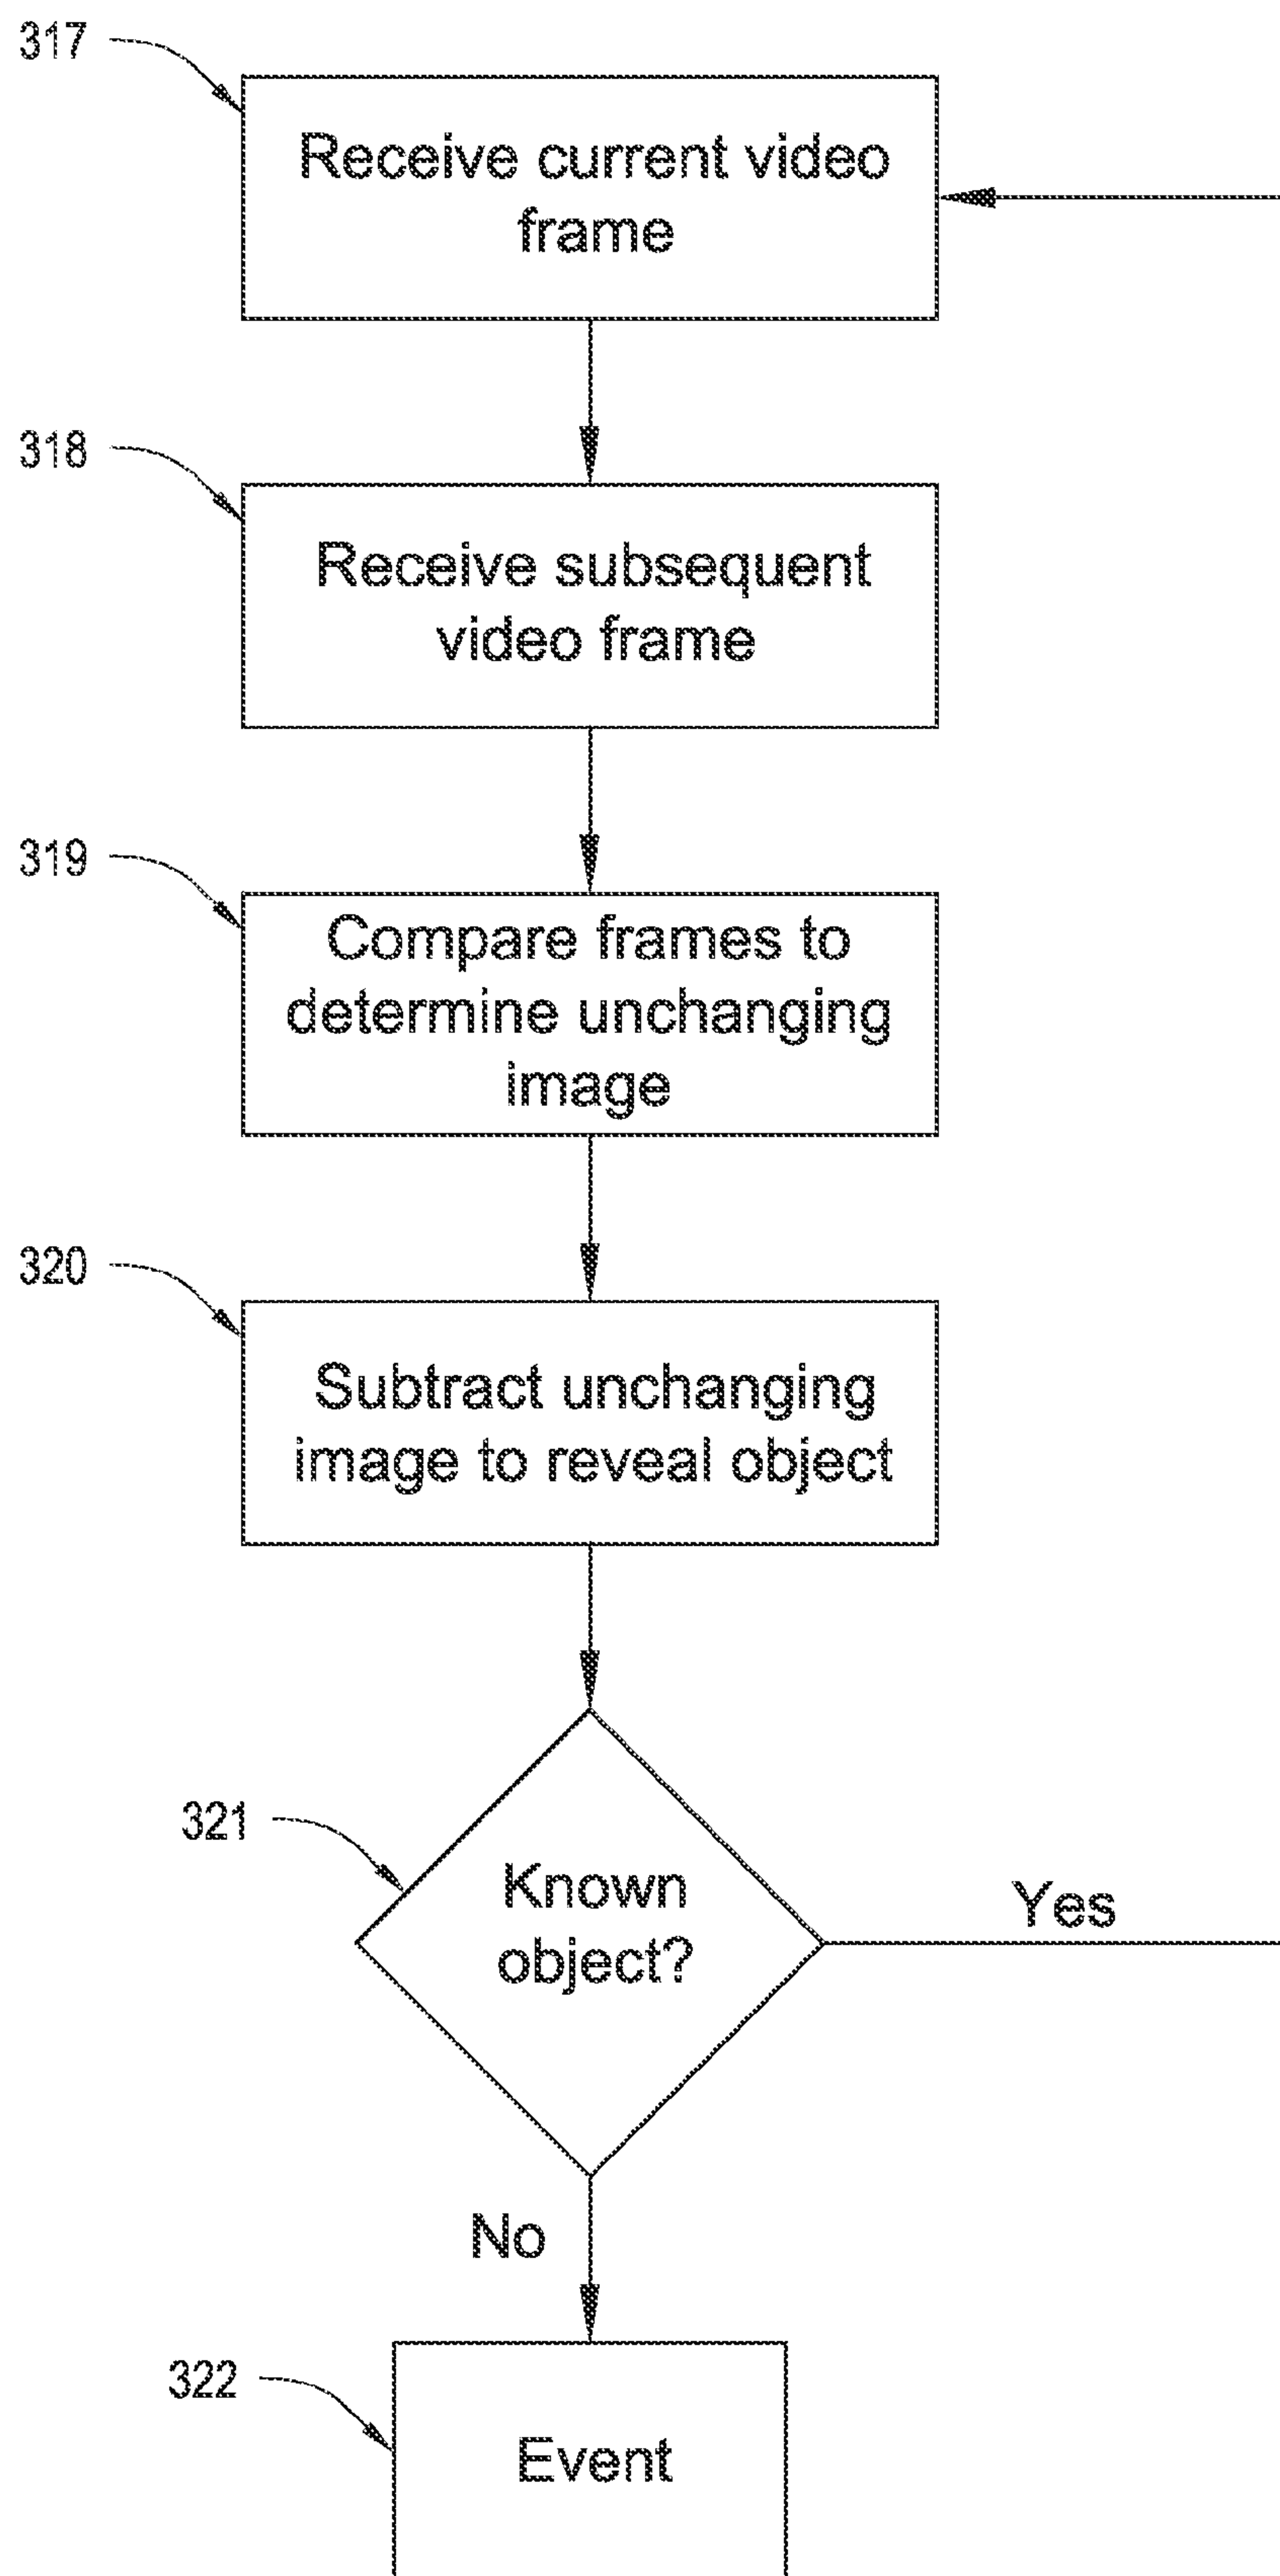 317
Receive current video
frame
318
Receive subsequent
video frame
319
Compare frames to
determine unchanging
image
320
Subtract unchanging
image to reveal object
321
Known
object?
Yes
No
322
Event